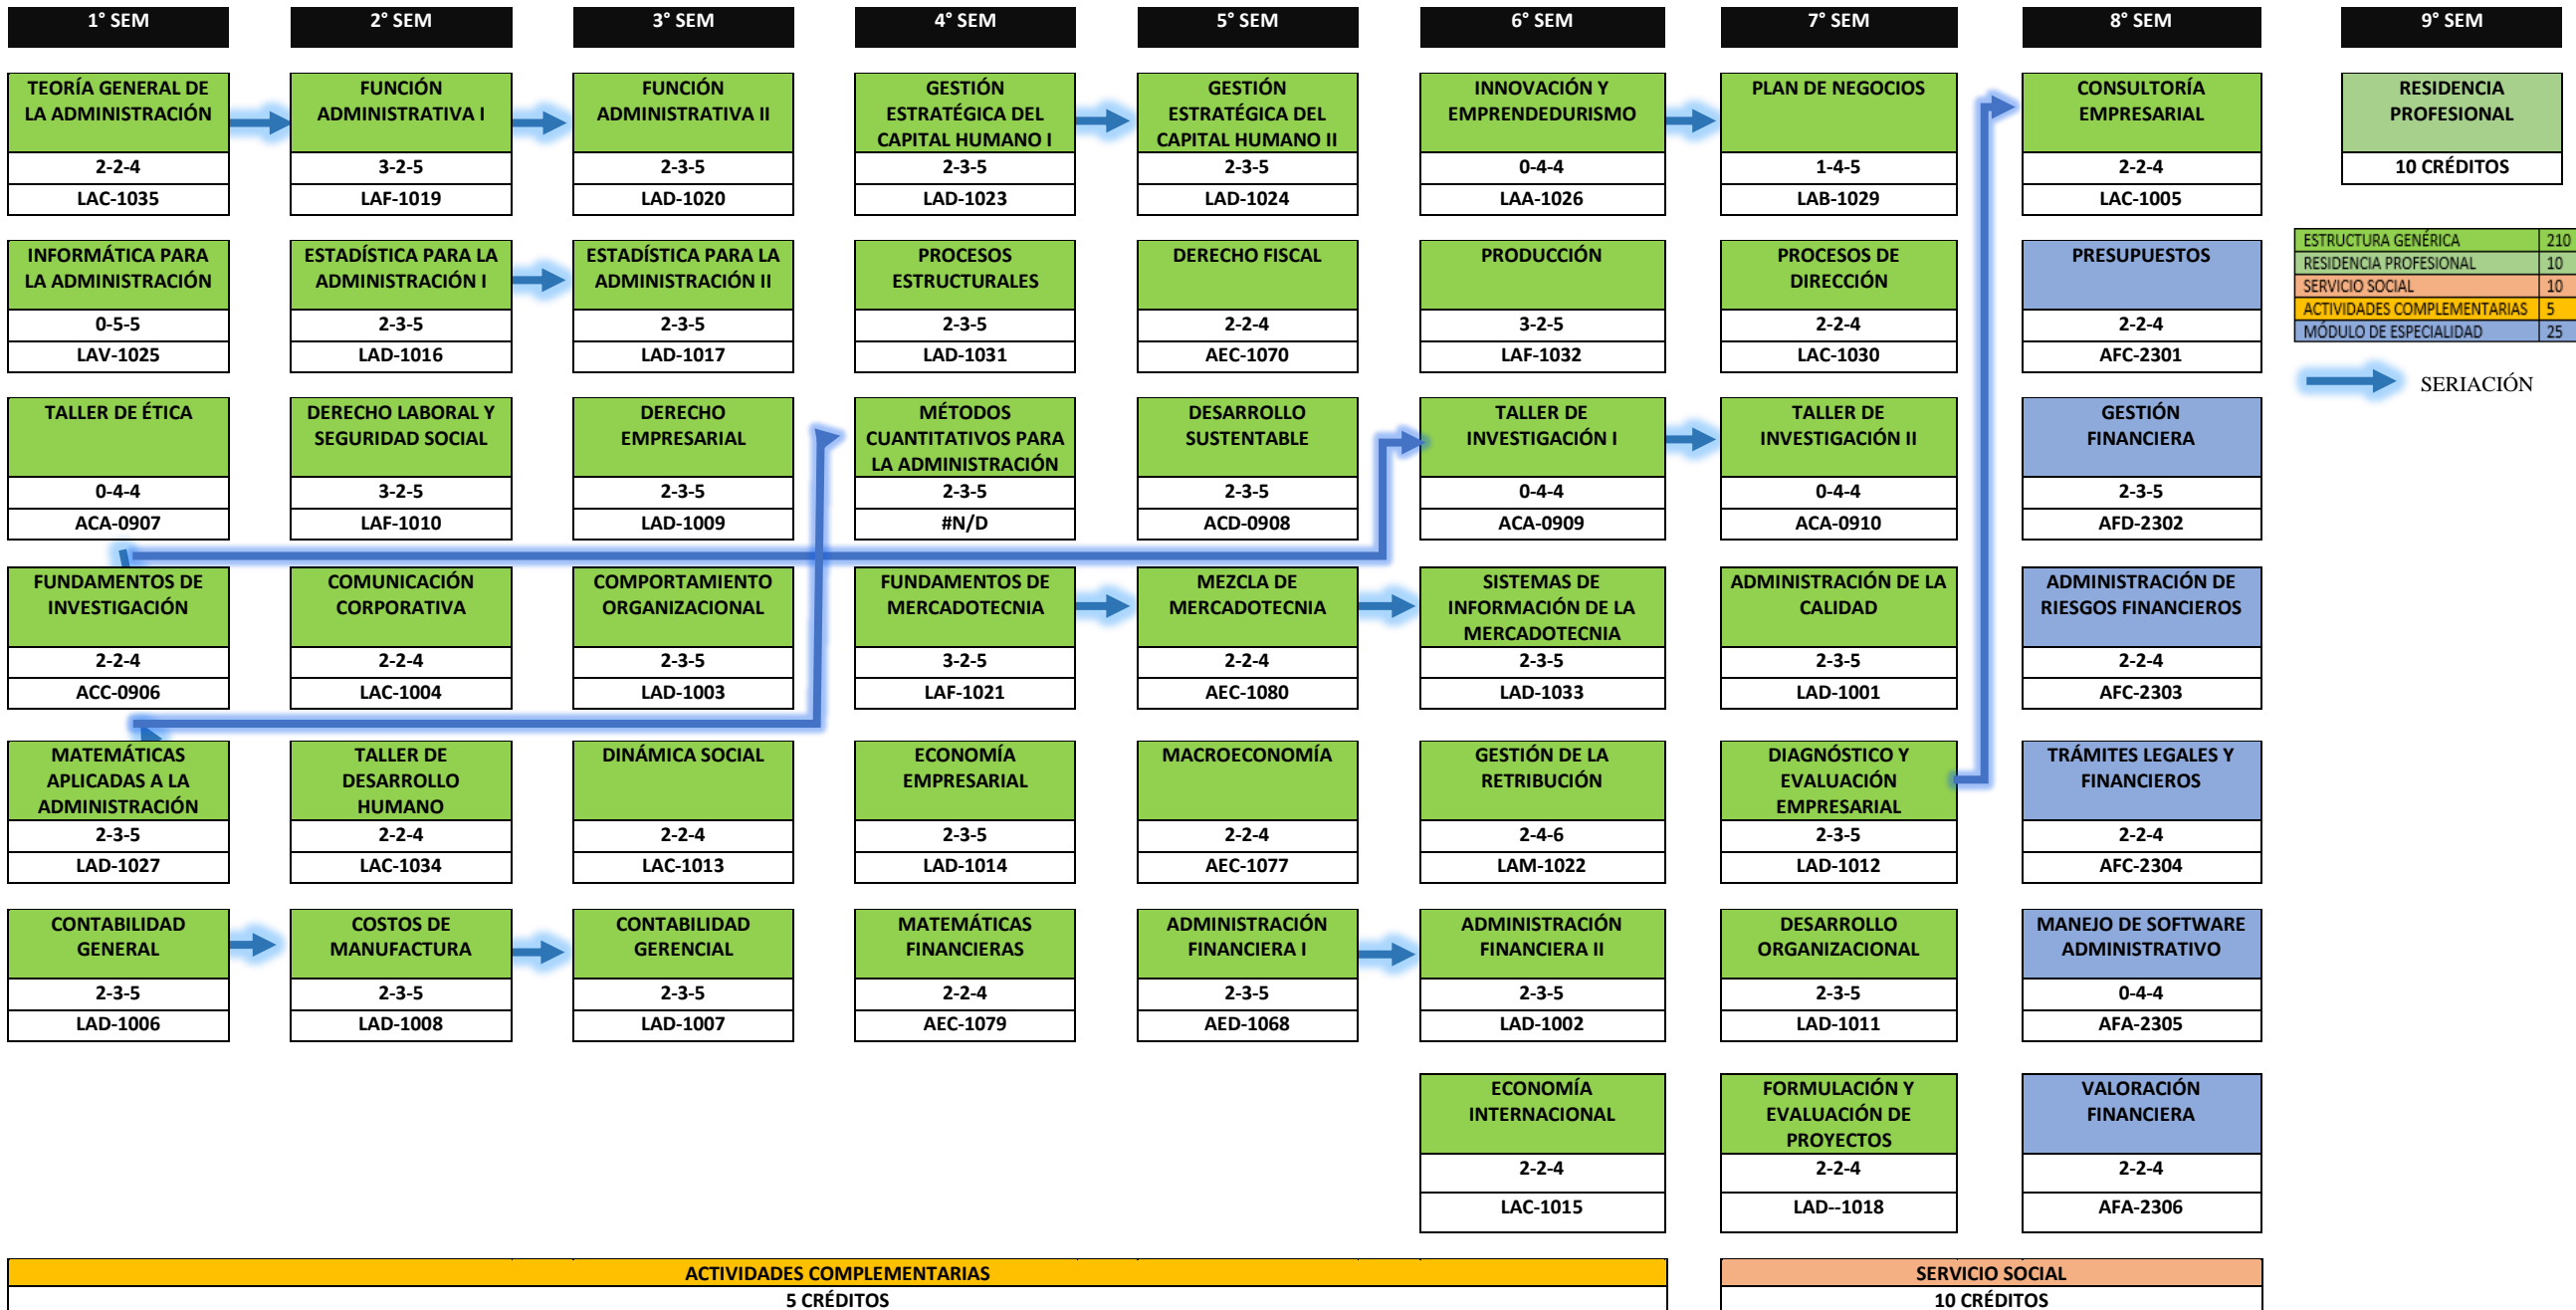 1° SEM
2° SEM
3° SEM
4° SEM
5° SEM
6° SEM
7° SEM
8° SEM
9° SEM
TEORÍA GENERAL DE
LA ADMINISTRACIÓN
2-2-4
LAC-1035
FUNCIÓN
ADMINISTRATIVA I
3-2-5
LAF-1019
FUNCIÓN
ADMINISTRATIVA II
2-3-5
LAD-1020
GESTIÓN
ESTRATÉGICA DEL
CAPITAL HUMANO I
2-3-5
LAD-1023
GESTIÓN
ESTRATÉGICA DEL
CAPITAL HUMANO II
2-3-5
LAD-1024
INNOVACIÓN Y
EMPRENDEDURISMO
0-4-4
LAA-1026
PLAN DE NEGOCIOS
1-4-5
LAB-1029
CONSULTORÍA
EMPRESARIAL
2-2-4
LAC-1005
RESIDENCIA
PROFESIONAL
10 CRÉDITOS
INFORMÁTICA PARA
LA ADMINISTRACIÓN
0-5-5
LAV-1025
ESTADÍSTICA PARA LA
ADMINISTRACIÓN I
2-3-5
LAD-1016
ESTADÍSTICA PARA LA
ADMINISTRACIÓN II
2-3-5
LAD-1017
PROCESOS
ESTRUCTURALES
2-3-5
LAD-1031
DERECHO FISCAL
2-2-4
AEC-1070
PRODUCCIÓN
3-2-5
LAF-1032
PROCESOS DE
DIRECCIÓN
2-2-4
LAC-1030
PRESUPUESTOS
2-2-4
AFC-2301
ESTRUCTURA GENÉRICA 210
RESIDENCIA PROFESIONAL 10
SERVICIO SOCIAL 10
ACTIVIDADES COMPLEMENTARIAS 5
MÓDULO DE ESPECIALIDAD 25
SERIACIÓN
TALLER DE ÉTICA
0-4-4
ACA-0907
DERECHO LABORAL Y
SEGURIDAD SOCIAL
3-2-5
LAF-1010
DERECHO
EMPRESARIAL
2-3-5
LAD-1009
MÉTODOS
CUANTITATIVOS PARA
LA ADMINISTRACIÓN
2-3-5
#N/D
DESARROLLO
SUSTENTABLE
2-3-5
ACD-0908
TALLER DE
INVESTIGACIÓN I
0-4-4
ACA-0909
TALLER DE
INVESTIGACIÓN II
0-4-4
ACA-0910
GESTIÓN
FINANCIERA
2-3-5
AFD-2302
FUNDAMENTOS DE
INVESTIGACIÓN
2-2-4
ACC-0906
COMUNICACIÓN
CORPORATIVA
2-2-4
LAC-1004
COMPORTAMIENTO
ORGANIZACIONAL
2-3-5
LAD-1003
FUNDAMENTOS DE
MERCADOTECNIA
3-2-5
LAF-1021
MEZCLA DE
MERCADOTECNIA
2-2-4
AEC-1080
SISTEMAS DE
INFORMACIÓN DE LA
MERCADOTECNIA
2-3-5
LAD-1033
ADMINISTRACIÓN DE LA
CALIDAD
2-3-5
LAD-1001
ADMINISTRACIÓN DE
RIESGOS FINANCIEROS
2-2-4
AFC-2303
MATEMÁTICAS
APLICADAS A LA
ADMINISTRACIÓN
2-3-5
LAD-1027
TALLER DE
DESARROLLO
HUMANO
2-2-4
LAC-1034
DINÁMICA SOCIAL
2-2-4
LAC-1013
ECONOMÍA
EMPRESARIAL
2-3-5
LAD-1014
MACROECONOMÍA
2-2-4
AEC-1077
GESTIÓN DE LA
RETRIBUCIÓN
2-4-6
LAM-1022
DIAGNÓSTICO Y
EVALUACIÓN
EMPRESARIAL
2-3-5
LAD-1012
TRÁMITES LEGALES Y
FINANCIEROS
2-2-4
AFC-2304
CONTABILIDAD
GENERAL
2-3-5
LAD-1006
COSTOS DE
MANUFACTURA
2-3-5
LAD-1008
CONTABILIDAD
GERENCIAL
2-3-5
LAD-1007
MATEMÁTICAS
FINANCIERAS
2-2-4
AEC-1079
ADMINISTRACIÓN
FINANCIERA I
2-3-5
AED-1068
ADMINISTRACIÓN
FINANCIERA II
2-3-5
LAD-1002
DESARROLLO
ORGANIZACIONAL
2-3-5
LAD-1011
MANEJO DE SOFTWARE
ADMINISTRATIVO
0-4-4
AFA-2305
ECONOMÍA
INTERNACIONAL
2-2-4
LAC-1015
FORMULACIÓN Y
EVALUACIÓN DE
PROYECTOS
2-2-4
LAD--1018
VALORACIÓN
FINANCIERA
2-2-4
AFA-2306
ACTIVIDADES COMPLEMENTARIAS
5 CRÉDITOS
SERVICIO SOCIAL
10 CRÉDITOS